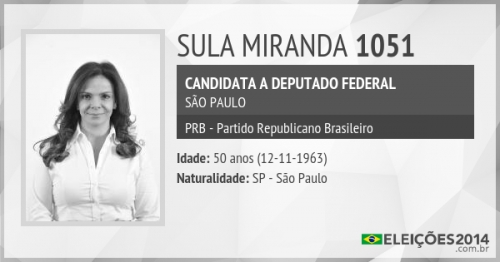 SULA MIRANDA 1051
CANDIDATA A DEPUTADO FEDERAL
SÃO PAULO
PRB - Partido Republicano Brasileiro
Idade: 50 anos (12-11-1963)
Naturalidade: SP - São Paulo
ELEIÇÕES2014
.com.br